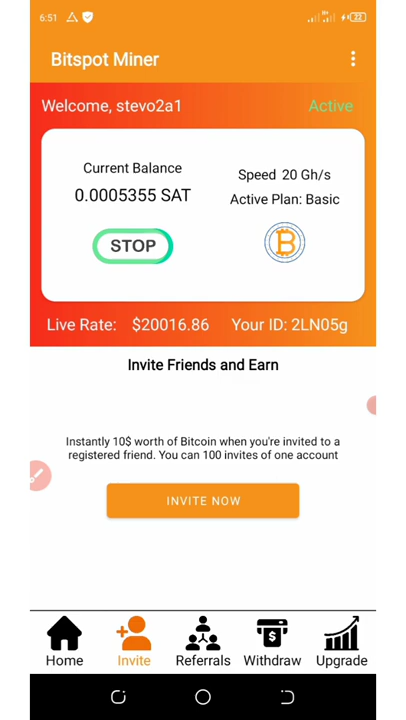 6:51
22
Bitspot Miner
Welcome, stevo2a1
Active
Current Balance
0.0005355 SAT
Speed 20 Gh/s
Active Plan: Basic
STOP
Live Rate: $20016.86 Your ID: 2LN05g
Invite Friends and Earn
Instantly 10$ worth of Bitcoin when you're invited to a
registered friend. You can 100 invites of one account
INVITE NOW
Home Invite Referrals Withdraw Upgrade